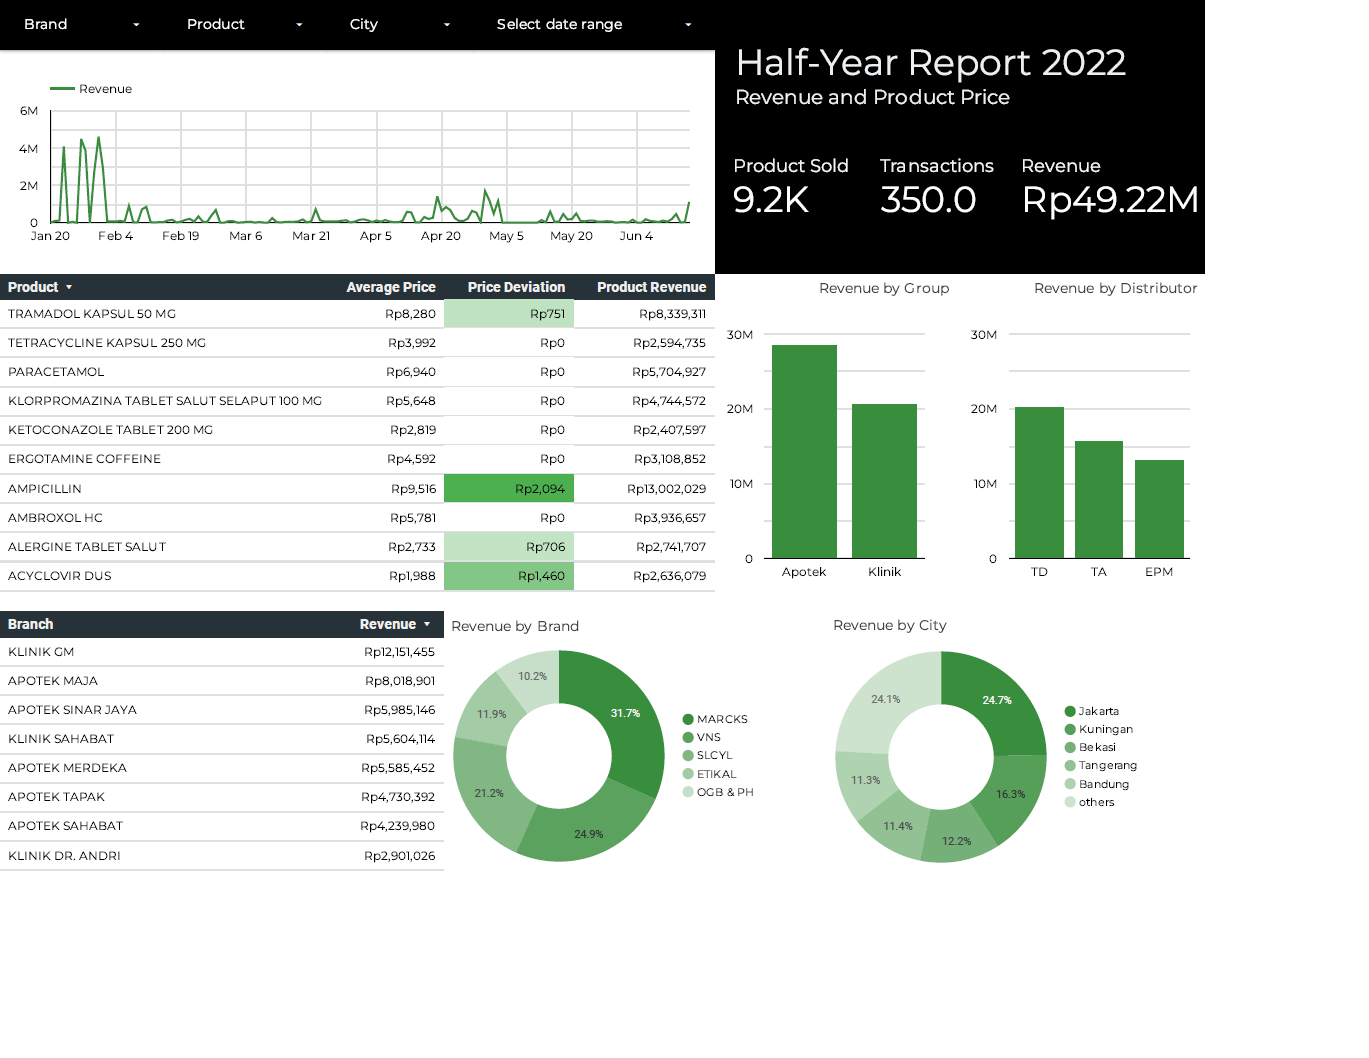 Brand
Product
City
Select date range
Half-Year Report 2022
Revenue and Product Price
Product Sold
9.2K
Transactions
350.0
Revenue
Rp49.22M
Revenue
6M
4M
2M
0
Jan 20 Feb 4 Feb 19 Mar 6 Mar 21 Apr 5 Apr 20 May 5 May 20 Jun 4
Product Average Price Price Deviation Product Revenue
TRAMADOL KAPSUL 50 MG Rp8,280 Rp751 Rp8,339,311
TETRACYCLINE KAPSUL 250 MG Rp3,992 Rp0 Rp2,594,735
PARACETAMOL Rp6,940 Rp0 Rp5,704,927
KLORPROMAZINA TABLET SALUT SELAPUT 100 MG Rp5,648 Rp0 Rp4,744,572
KETOCONAZOLE TABLET 200 MG Rp2,819 Rp0 Rp2,407,597
ERGOTAMINE COFFEINE Rp4,592 Rp0 Rp3,108,852
AMPICILLIN Rp9,516 Rp2,094 Rp13,002,029
AMBROXOL HC Rp5,781 Rp0 Rp3,936,657
ALERGINE TABLET SALUT Rp2,733 Rp706 Rp2,741,707
ACYCLOVIR DUS Rp1,988 Rp1,460 Rp2,636,079
Revenue by Group
30M
20M
10M
0
Apotek Klinik
Revenue by Distributor
30M
20M
10M
0
TD TA EPM
Branch Revenue
KLINIK GM Rp12,151,455
APOTEK MAJA Rp8,018,901
APOTEK SINAR JAYA Rp5,985,146
KLINIK SAHABAT Rp5,604,114
APOTEK MERDEKA Rp5,585,452
APOTEK TAPAK Rp4,730,392
APOTEK SAHABAT Rp4,239,980
KLINIK DR. ANDRI Rp2,901,026
Revenue by Brand
10.2%
31.7%
11.9%
21.2%
24.9%
MARCKS
VNS
SLCYL
ETIKAL
OGB & PH
Revenue by City
24.1%
24.7%
11.3%
16.3%
11.4%
12.2%
Jakarta
Kuningan
Bekasi
Tangerang
Bandung
others